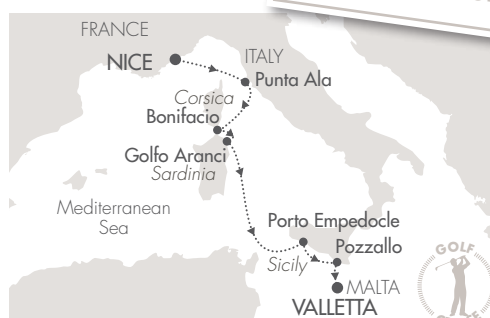 FRANCE
NICE
ITALY
Punta Ala
Corsica
Bonifacio
Golfo Aranci
Sardinia
Mediterranean
Sea
Porto Empedocle
Pozzallo
Sicily
GOLF
MALTA
VALLETTA